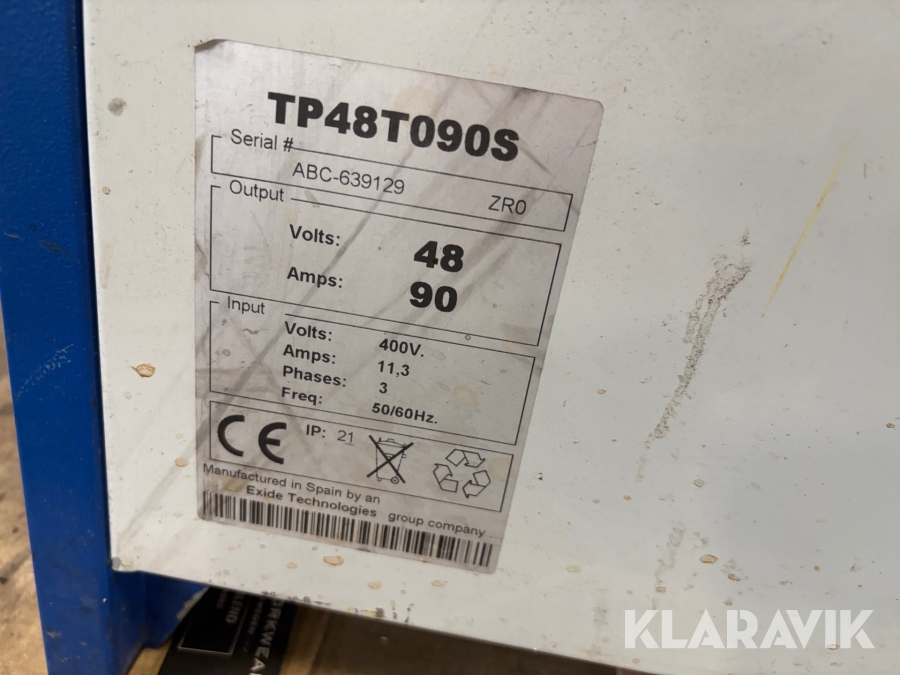 TP48T090S
Serial #
ABC-639129 ZR0
Output
Volts: 48
Amps: 90
Input
Volts: 400V.
Amps: 11,3
Phases: 3
Freq: 50/60Hz.
CE IP: 21
Manufactured in Spain by an
Exide Technologies group company
KLARAVIK